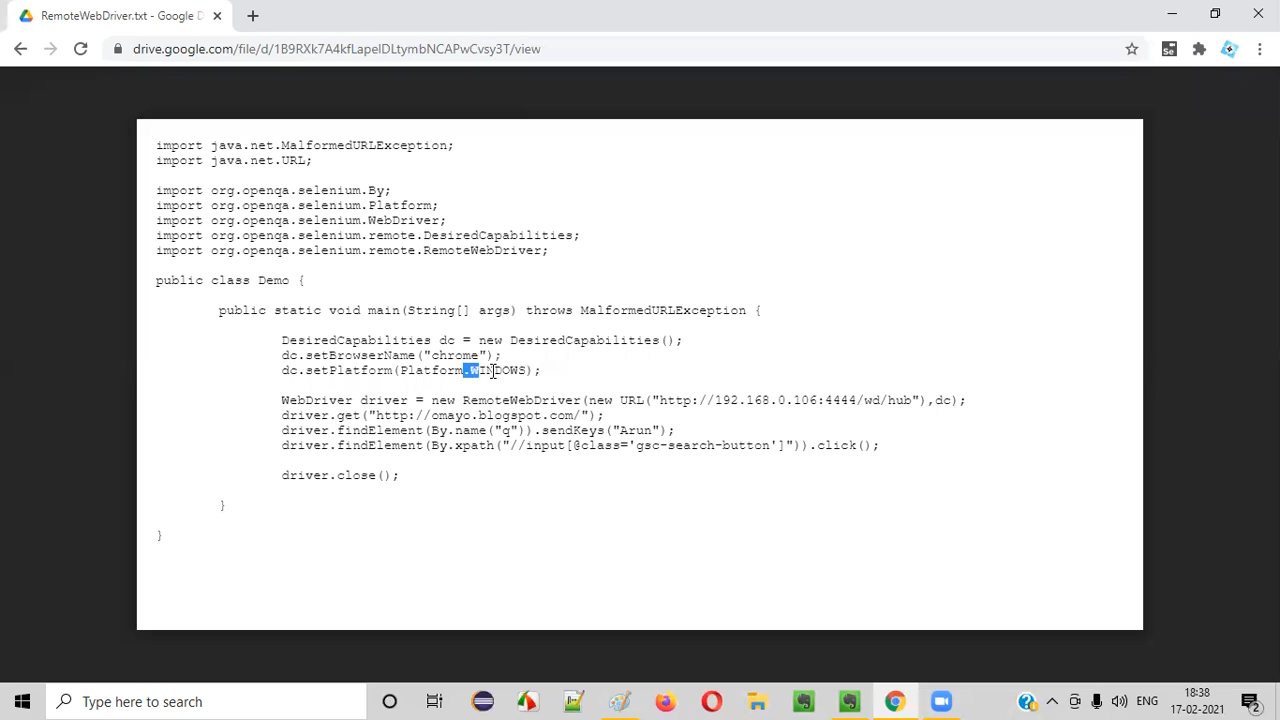 RemoteWebDriver.txt - Google D
drive.google.com/file/d/1B9RXk7A4kfLapeIDLtymbNCAPwCvsy3T/view
Se
import java.net.MalformedURLException;
import java.net.URL;
import org.openqa.selenium.By;
import org.openqa.selenium.Platform;
import org.openqa.selenium.WebDriver;
import org.openqa.selenium.remote.DesiredCapabilities;
import org.openqa.selenium.remote.RemoteWebDriver;
public class Demo {
public static void main(String[] args) throws MalformedURLException {
DesiredCapabilities dc = new DesiredCapabilities();
dc.setBrowserName("chrome");
dc.setPlatform(Platform.WINDOWS);
WebDriver driver = new RemoteWebDriver(new URL("http://192.168.0.106:4444/wd/hub"),dc);
driver.get("http://omayo.blogspot.com/");
driver.findElement(By.name("q")).sendKeys("Arun");
driver.findElement(By.xpath("//input[@class='gsc-search-button']")).click();
driver.close();
}
}
Type here to search
ENG
18:38
17-02-2021
2